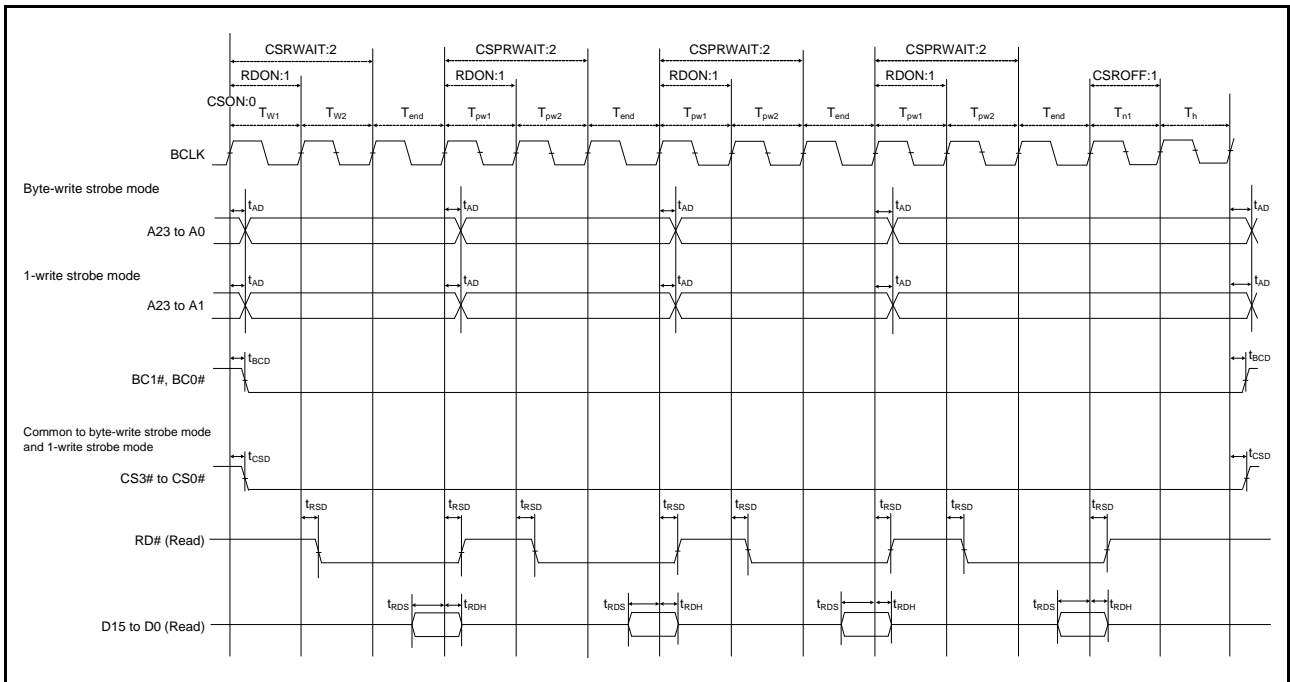 CSRWAIT:2 CSPRWAIT:2 CSPRWAIT:2 CSPRWAIT:2
RDON:1 RDON:1 RDON:1 RDON:1 CSROFF:1
CSON:0
TW1 TW2 Tend Tpw1 Tpw2 Tend Tpw1 Tpw2 Tend Tpw1 Tpw2 Tend Tn1 Th
BCLK
Byte-write strobe mode
tAD tAD tAD tAD tAD
A23 to A0
1-write strobe mode
tAD tAD tAD tAD tAD
A23 to A1
tBCD tBCD
BC1#, BC0#
Common to byte-write strobe mode
and 1-write strobe mode
tCSD tCSD
CS3# to CS0#
tRSD tRSD tRSD tRSD tRSD tRSD tRSD tRSD
RD# (Read)
tRDS tRDH tRDS tRDH tRDS tRDH tRDS tRDH
D15 to D0 (Read)